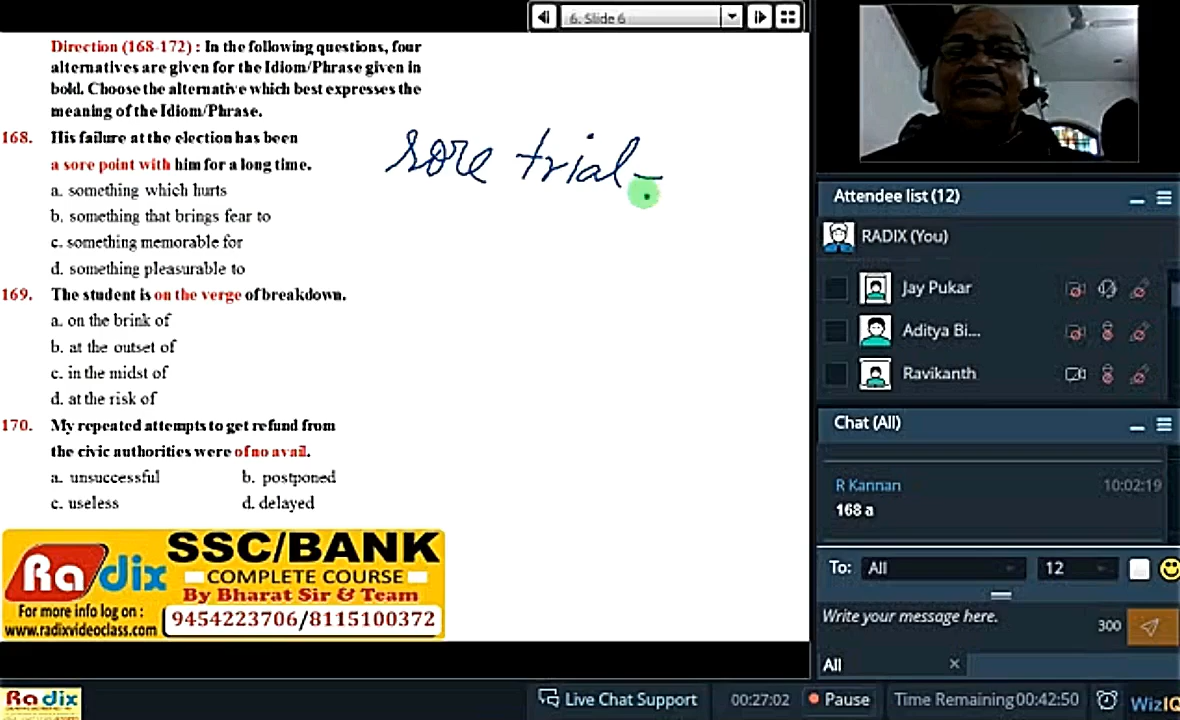 6. Slide 6
Direction (168-172) : In the following questions, four
alternatives are given for the Idiom/Phrase given in
bold. Choose the alternative which best expresses the
meaning of the Idiom/Phrase.
168. His failure at the election has been
a sore point with him for a long time.
a. something which hurts
b. something that brings fear to
c. something memorable for
d. something pleasurable to
169. The student is on the verge of breakdown.
a. on the brink of
b. at the outset of
c. in the midst of
d. at the risk of
170. My repeated attempts to get refund from
the civic authorities were of no avail.
a. unsuccessful b. postponed
c. useless d. delayed
sore trial-
Radix
SSC/BANK
COMPLETE COURSE
By Bharat Sir & Team
For more info log on :
www.radixvideoclass.com
9454223706/8115100372
Attendee list (12)
RADIX (You)
Jay Pukar
Aditya Bi...
Ravikanth
Chat (All)
R Kannan 10:02:19
168 a
To: All 12
Write your message here. 300
All
Radix
Live Chat Support 00:27:02 Pause Time Remaining 00:42:50 WizIQ